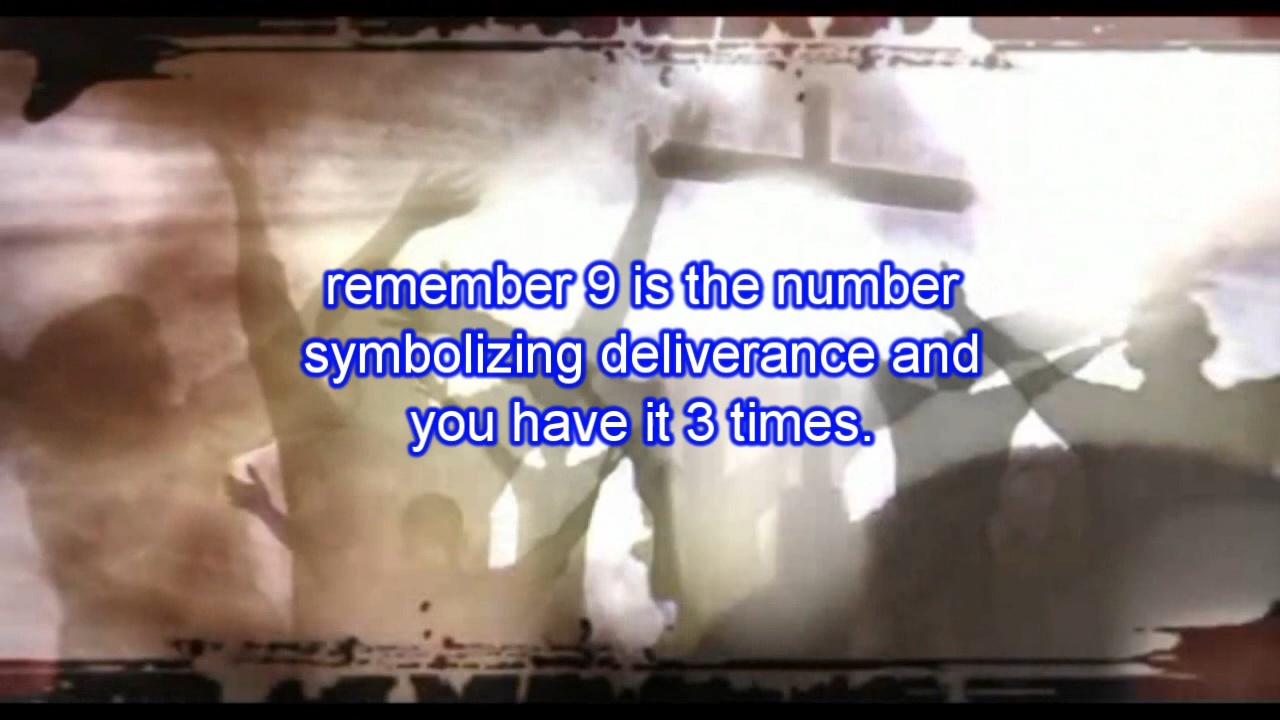 remember 9 is the number
symbolizing deliverance and
you have it 3 times.